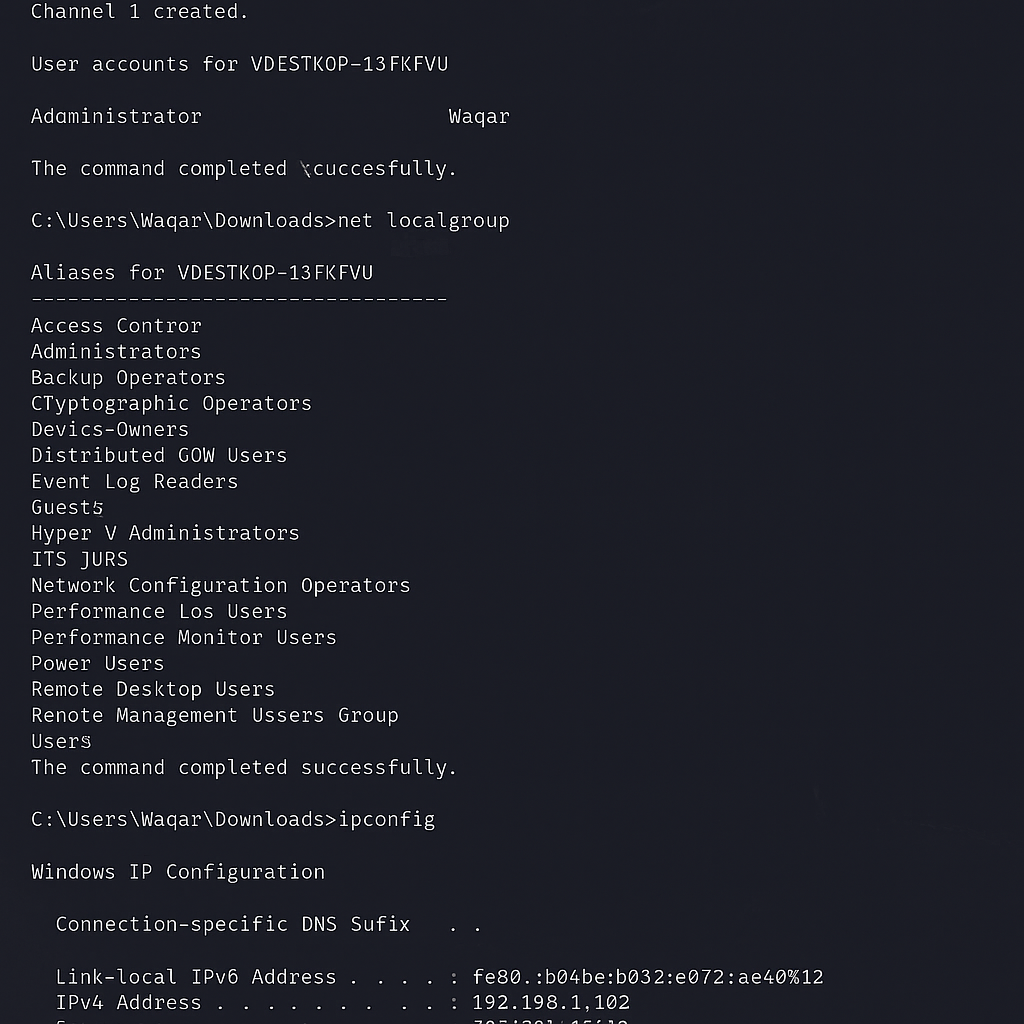 Channel 1 created.
User accounts for VDESTKOP-13FKFVU
Adaministrator Waqar
The command completed \cuccesfully.
C:\Users\Waqar\Downloads>net localgroup
Aliases for VDESTKOP-13FKFVU
----------------------------------
Access Contror
Administrators
Backup Operators
CTyptographic Operators
Devics-Owners
Distributed GOW Users
Event Log Readers
Guests
Hyper V Administrators
ITS JURS
Network Configuration Operators
Performance Los Users
Performance Monitor Users
Power Users
Remote Desktop Users
Renote Management Ussers Group
Users
The command completed successfully.
C:\Users\Waqar\Downloads>ipconfig
Windows IP Configuration
Connection-specific DNS Sufix . .
Link-local IPv6 Address . . . . : fe80.:b04be:b032:e072:ae40%12
IPv4 Address . . . . . . . . . : 192.198.1,102